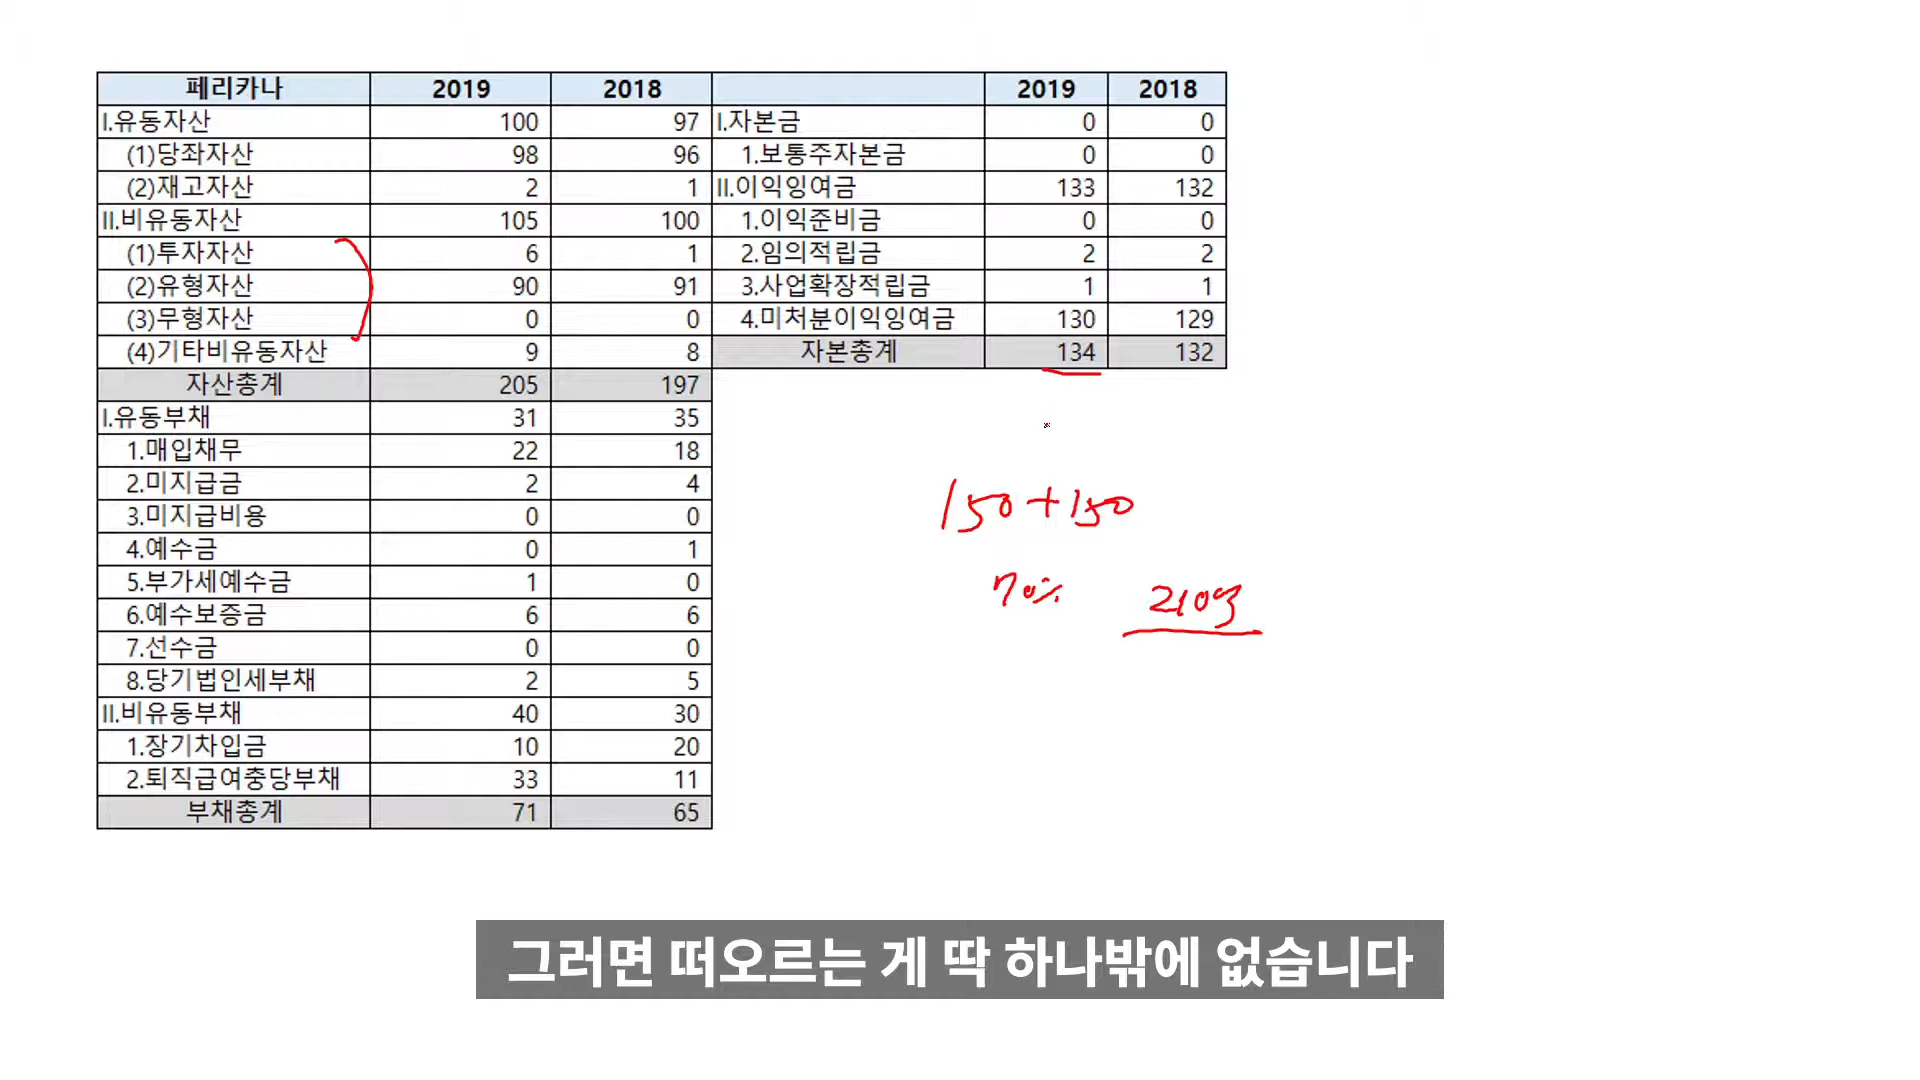 페리카나 2019 2018 2019 2018
I.유동자산 100 97 I.자본금 0 0
(1)당좌자산 98 96 1.보통주자본금 0 0
(2)재고자산 2 1 II.이익잉여금 133 132
II.비유동자산 105 100 1.이익준비금 0 0
(1)투자자산 6 1 2.임의적립금 2 2
(2)유형자산 90 91 3.사업확장적립금 1 1
(3)무형자산 0 0 4.미처분이익잉여금 130 129
(4)기타비유동자산 9 8 자본총계 134 132
자산총계 205 197
I.유동부채 31 35
1.매입채무 22 18
2.미지급금 2 4
3.미지급비용 0 0
4.예수금 0 1
5.부가세예수금 1 0
6.예수보증금 6 6
7.선수금 0 0
8.당기법인세부채 2 5
II.비유동부채 40 30
1.장기차입금 10 20
2.퇴직급여충당부채 33 11
부채총계 71 65
150+150
70% 210억
그러면 떠오르는 게 딱 하나밖에 없습니다